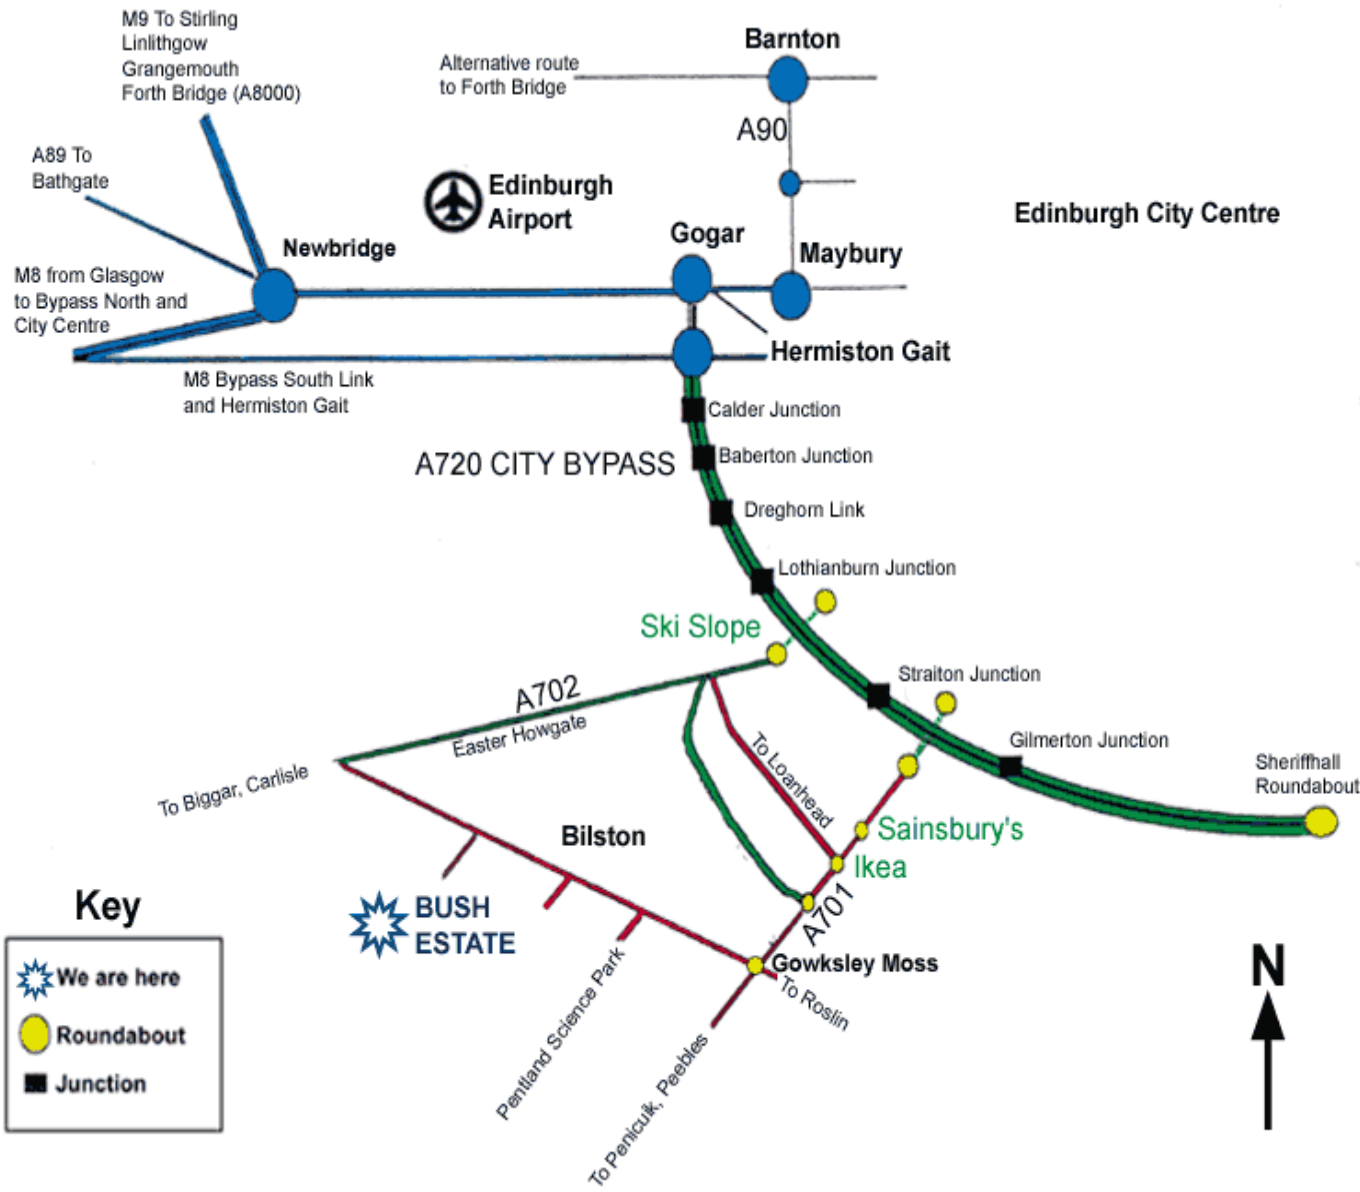 M9 To Stirling
Linlithgow
Grangemouth
Forth Bridge (A8000)
Alternative route
to Forth Bridge
Barnton
A90
A89 To
Bathgate
Edinburgh
Airport
Edinburgh City Centre
Newbridge
Gogar
Maybury
M8 from Glasgow
to Bypass North and
City Centre
Hermiston Gait
M8 Bypass South Link
and Hermiston Gait
Calder Junction
A720 CITY BYPASS
Baberton Junction
Dreghorn Link
Lothianburn Junction
Ski Slope
Straiton Junction
A702
Easter Howgate
To Biggar, Carlisle
To Loanhead
Gilmerton Junction
Sheriffhall
Roundabout
Bilston
Sainsbury's
Ikea
A701
BUSH
ESTATE
Gowksley Moss
To Roslin
Pentland Science Park
To Penicuik, Peebles
Key
We are here
Roundabout
Junction
N